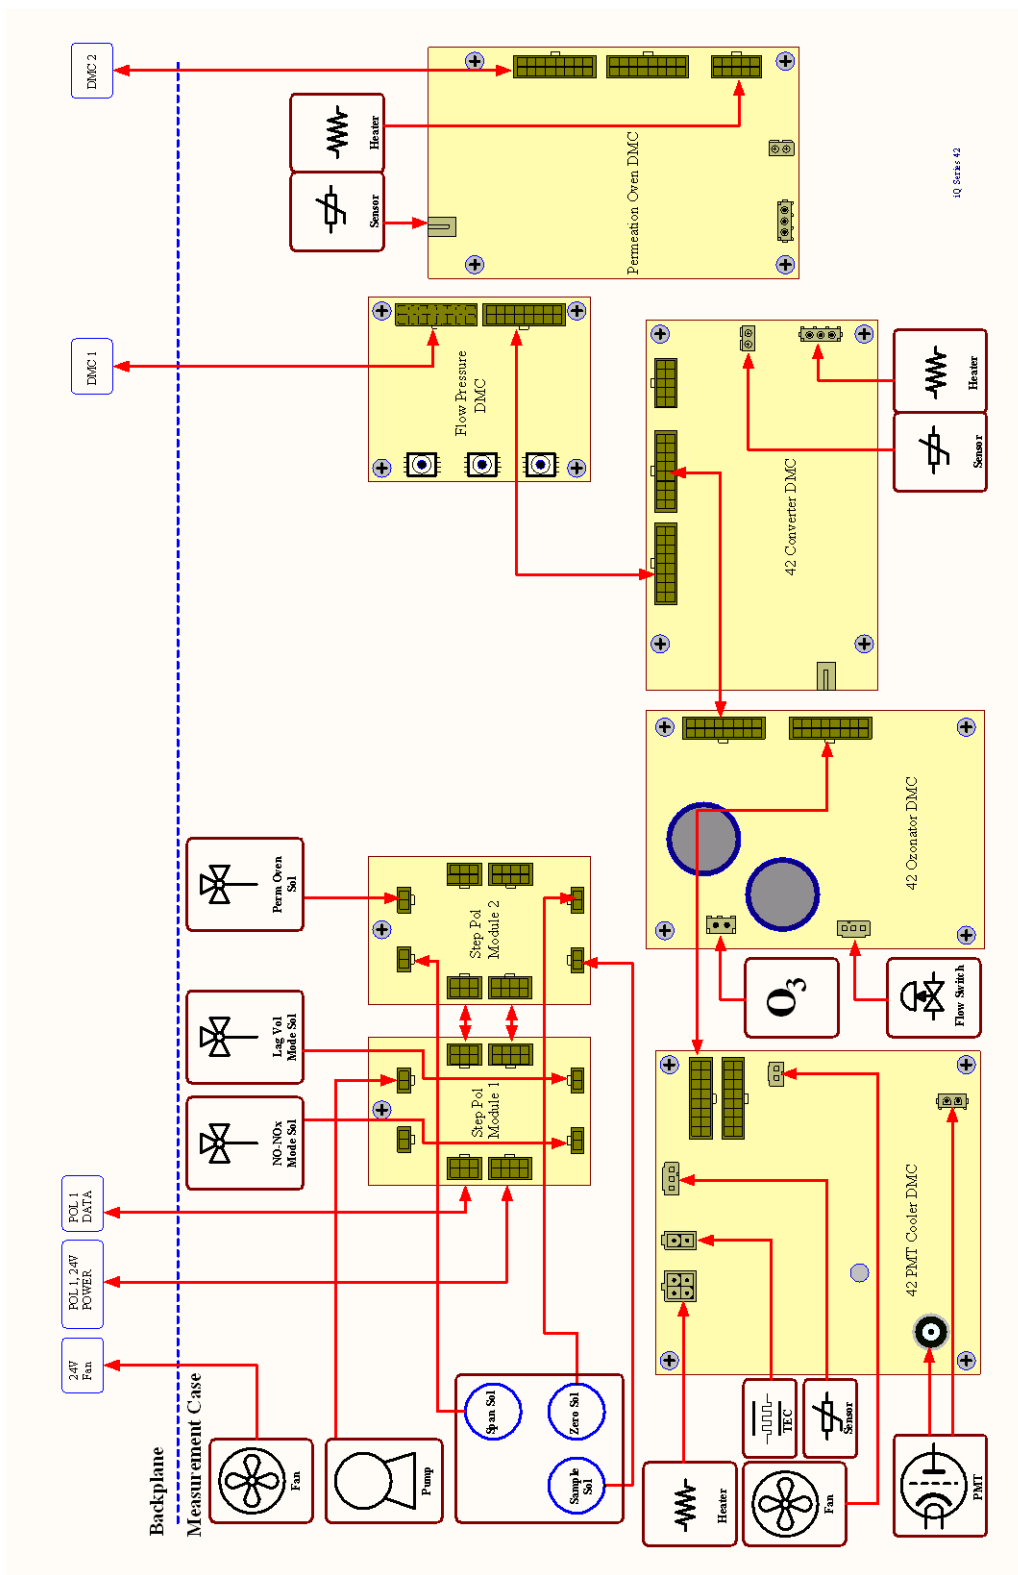 Backplane
Measurement Case
24V
Fan
POL 1, 24V
POWER
POL 1
DATA
DMC 1
DMC 2
Fan
NO-NOx
Mode Sol
Lag Vol
Mode Sol
Perm Oven
Sol
Sensor
Heater
Pump
Step Pol
Module 1
Step Pol
Module 2
Flow Pressure
DMC
Permeation Oven DMC
Span Sol
Zero Sol
Sample
Sol
Heater
TEC
Sensor
Fan
PMT
42 PMT Cooler DMC
O3
Flow Switch
42 Ozonator DMC
42 Converter DMC
Sensor
Heater
iQ Series 42